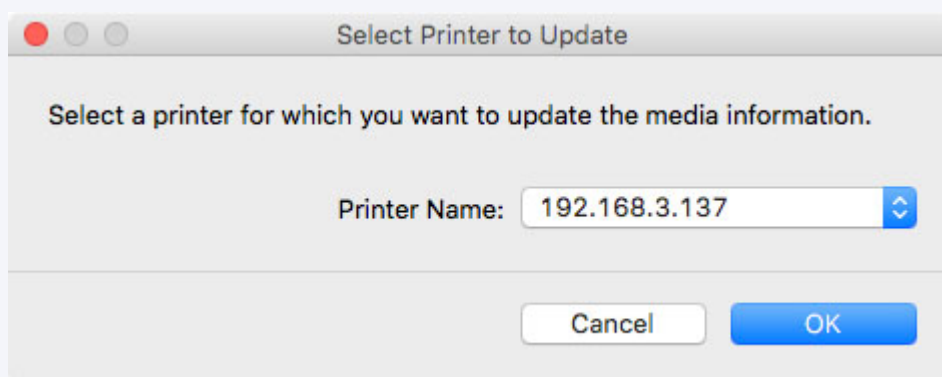 Select Printer to Update
Select a printer for which you want to update the media information.
Printer Name: 192.168.3.137
Cancel OK